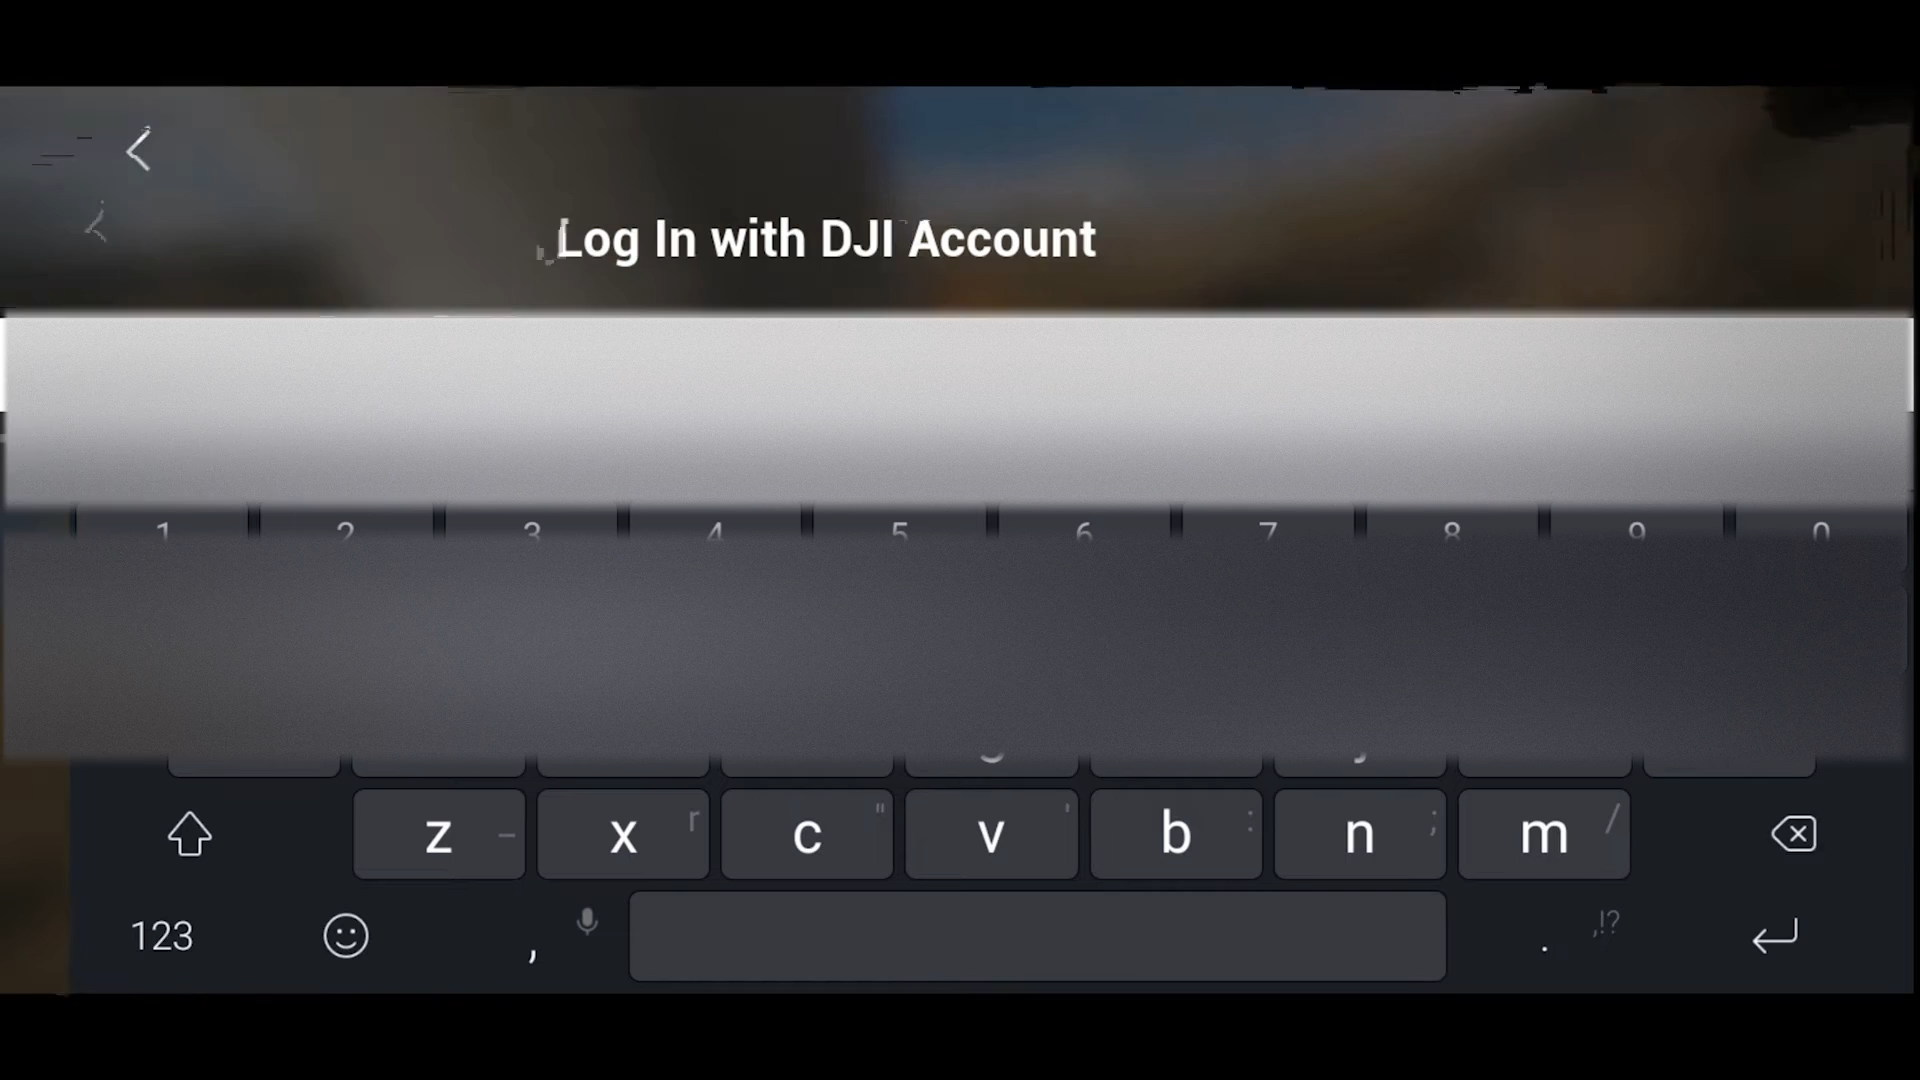 Log In with DJI Account
1 2 3 4 5 6 7 8 9 0
z - x r c " v ' b : n ; m /
123 , . ,!?